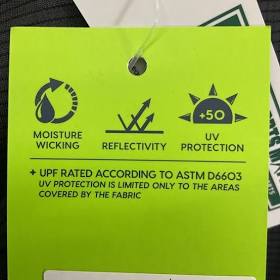 +50
MOISTURE WICKING
REFLECTIVITY
UV PROTECTION
+ UPF RATED ACCORDING TO ASTM D6603
UV PROTECTION IS LIMITED ONLY TO THE AREAS
COVERED BY THE FABRIC